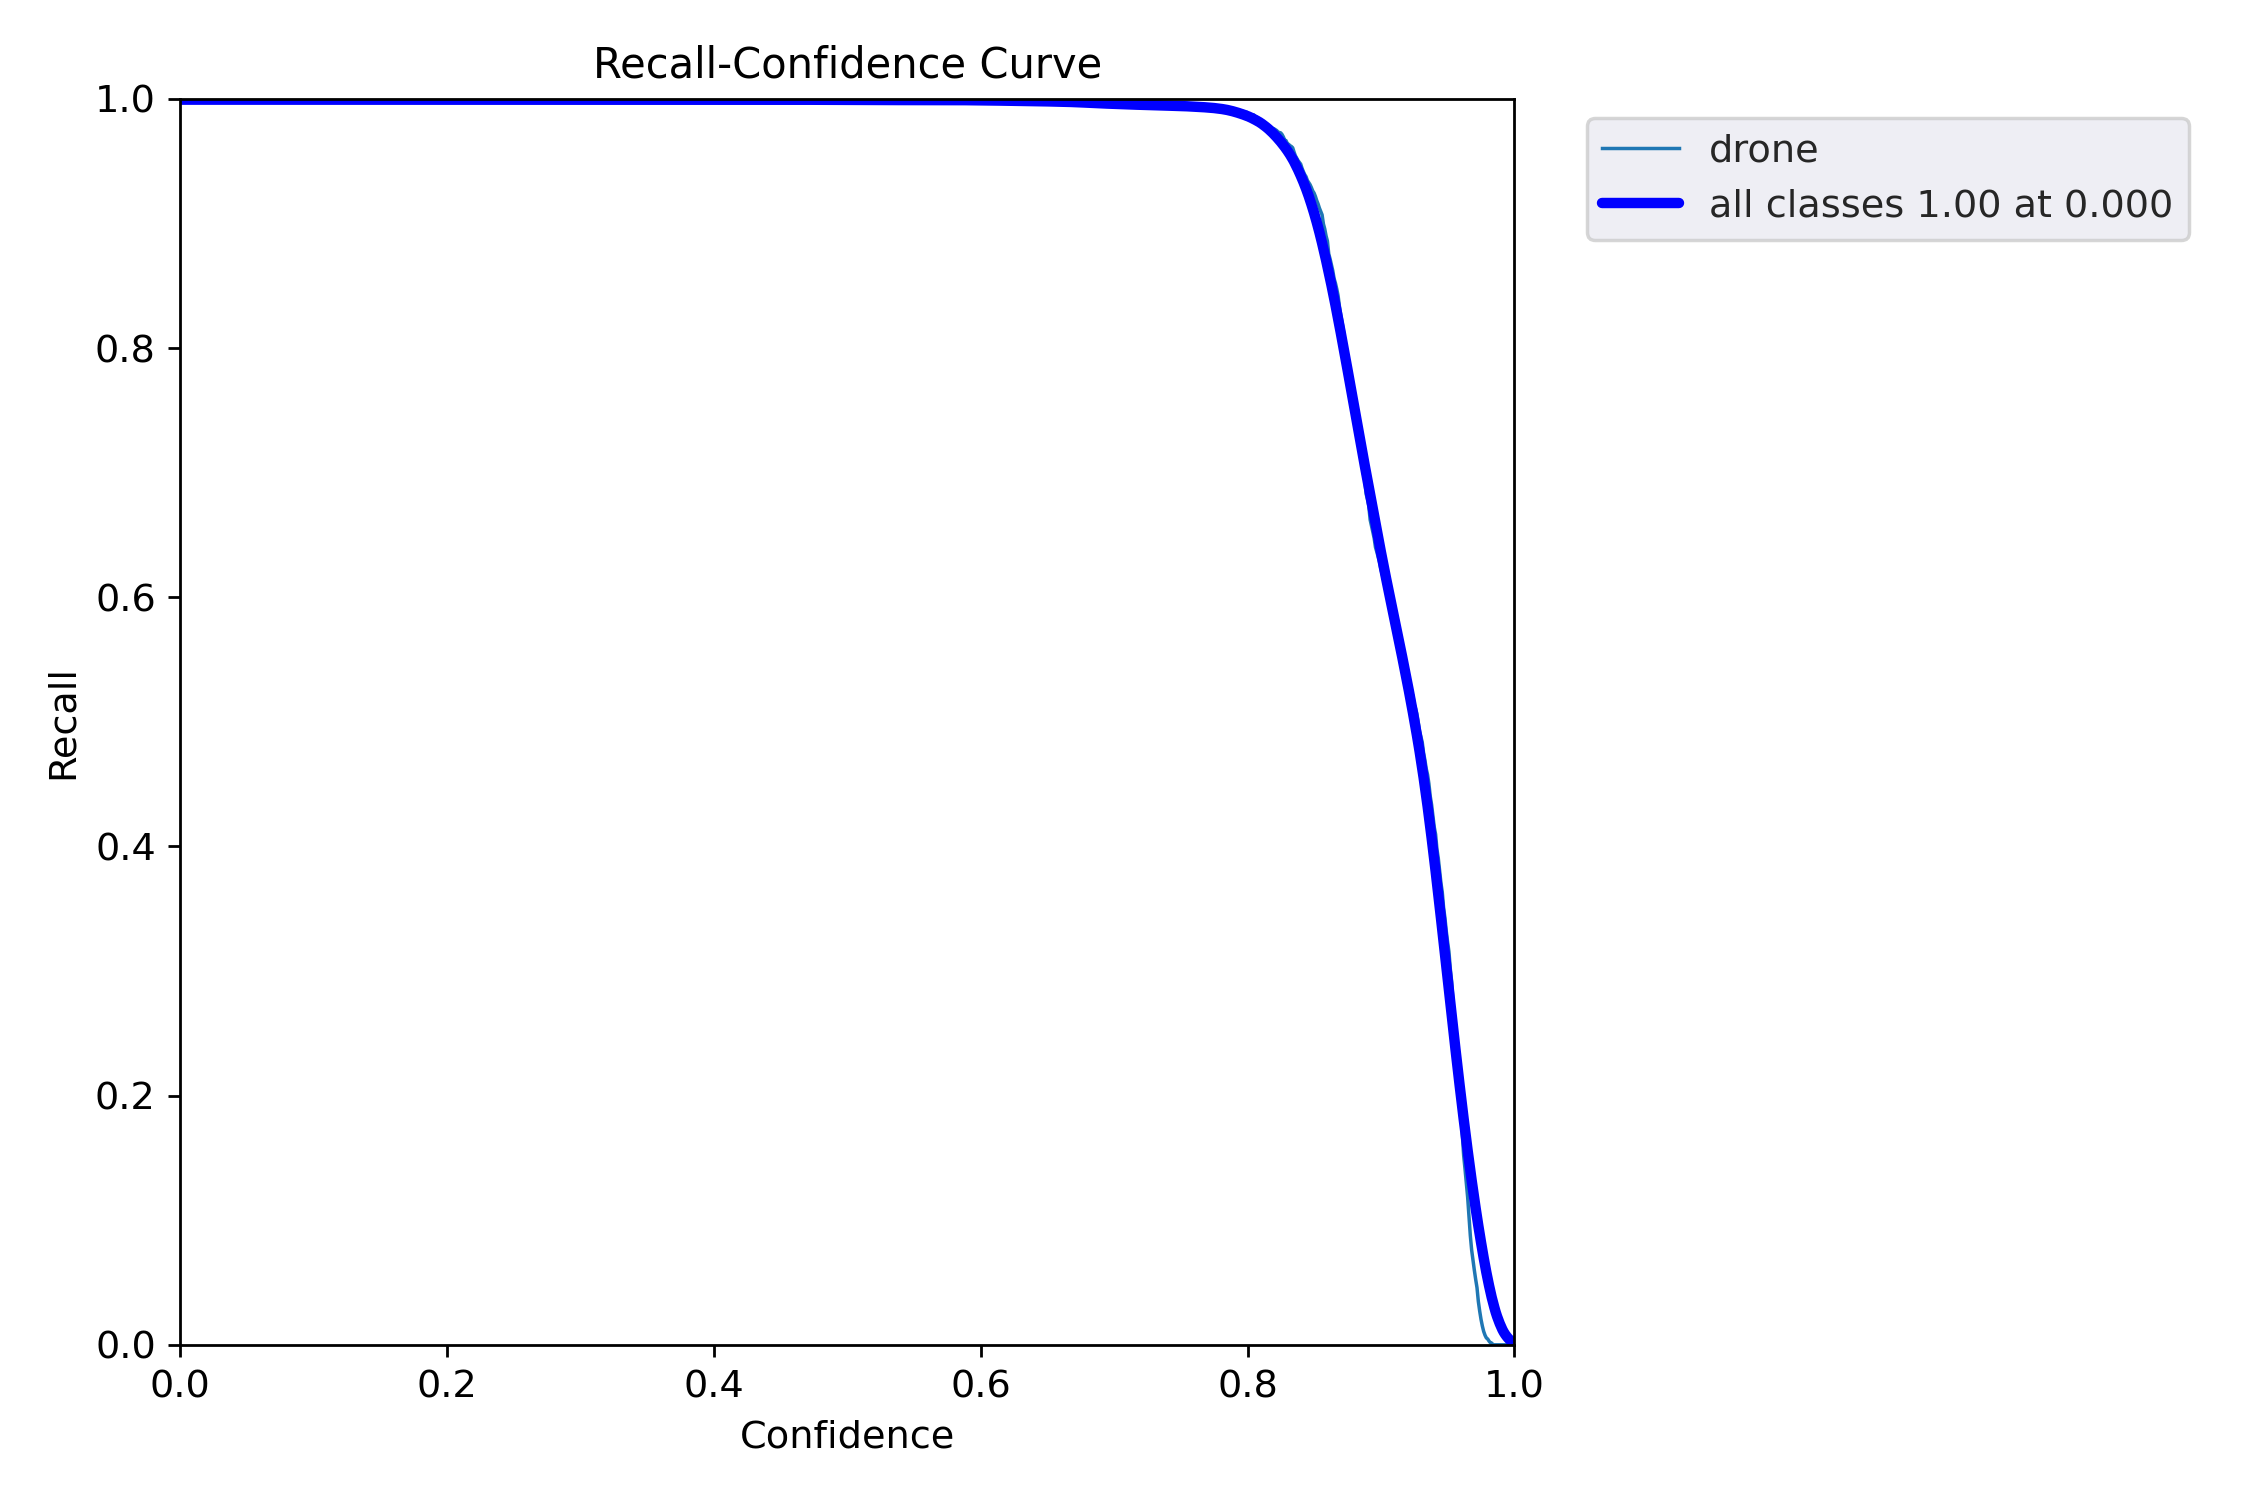 Recall-Confidence Curve
1.0
0.8
0.6
0.4
0.2
0.0
Recall
0.0 0.2 0.4 0.6 0.8 1.0
Confidence
drone
all classes 1.00 at 0.000